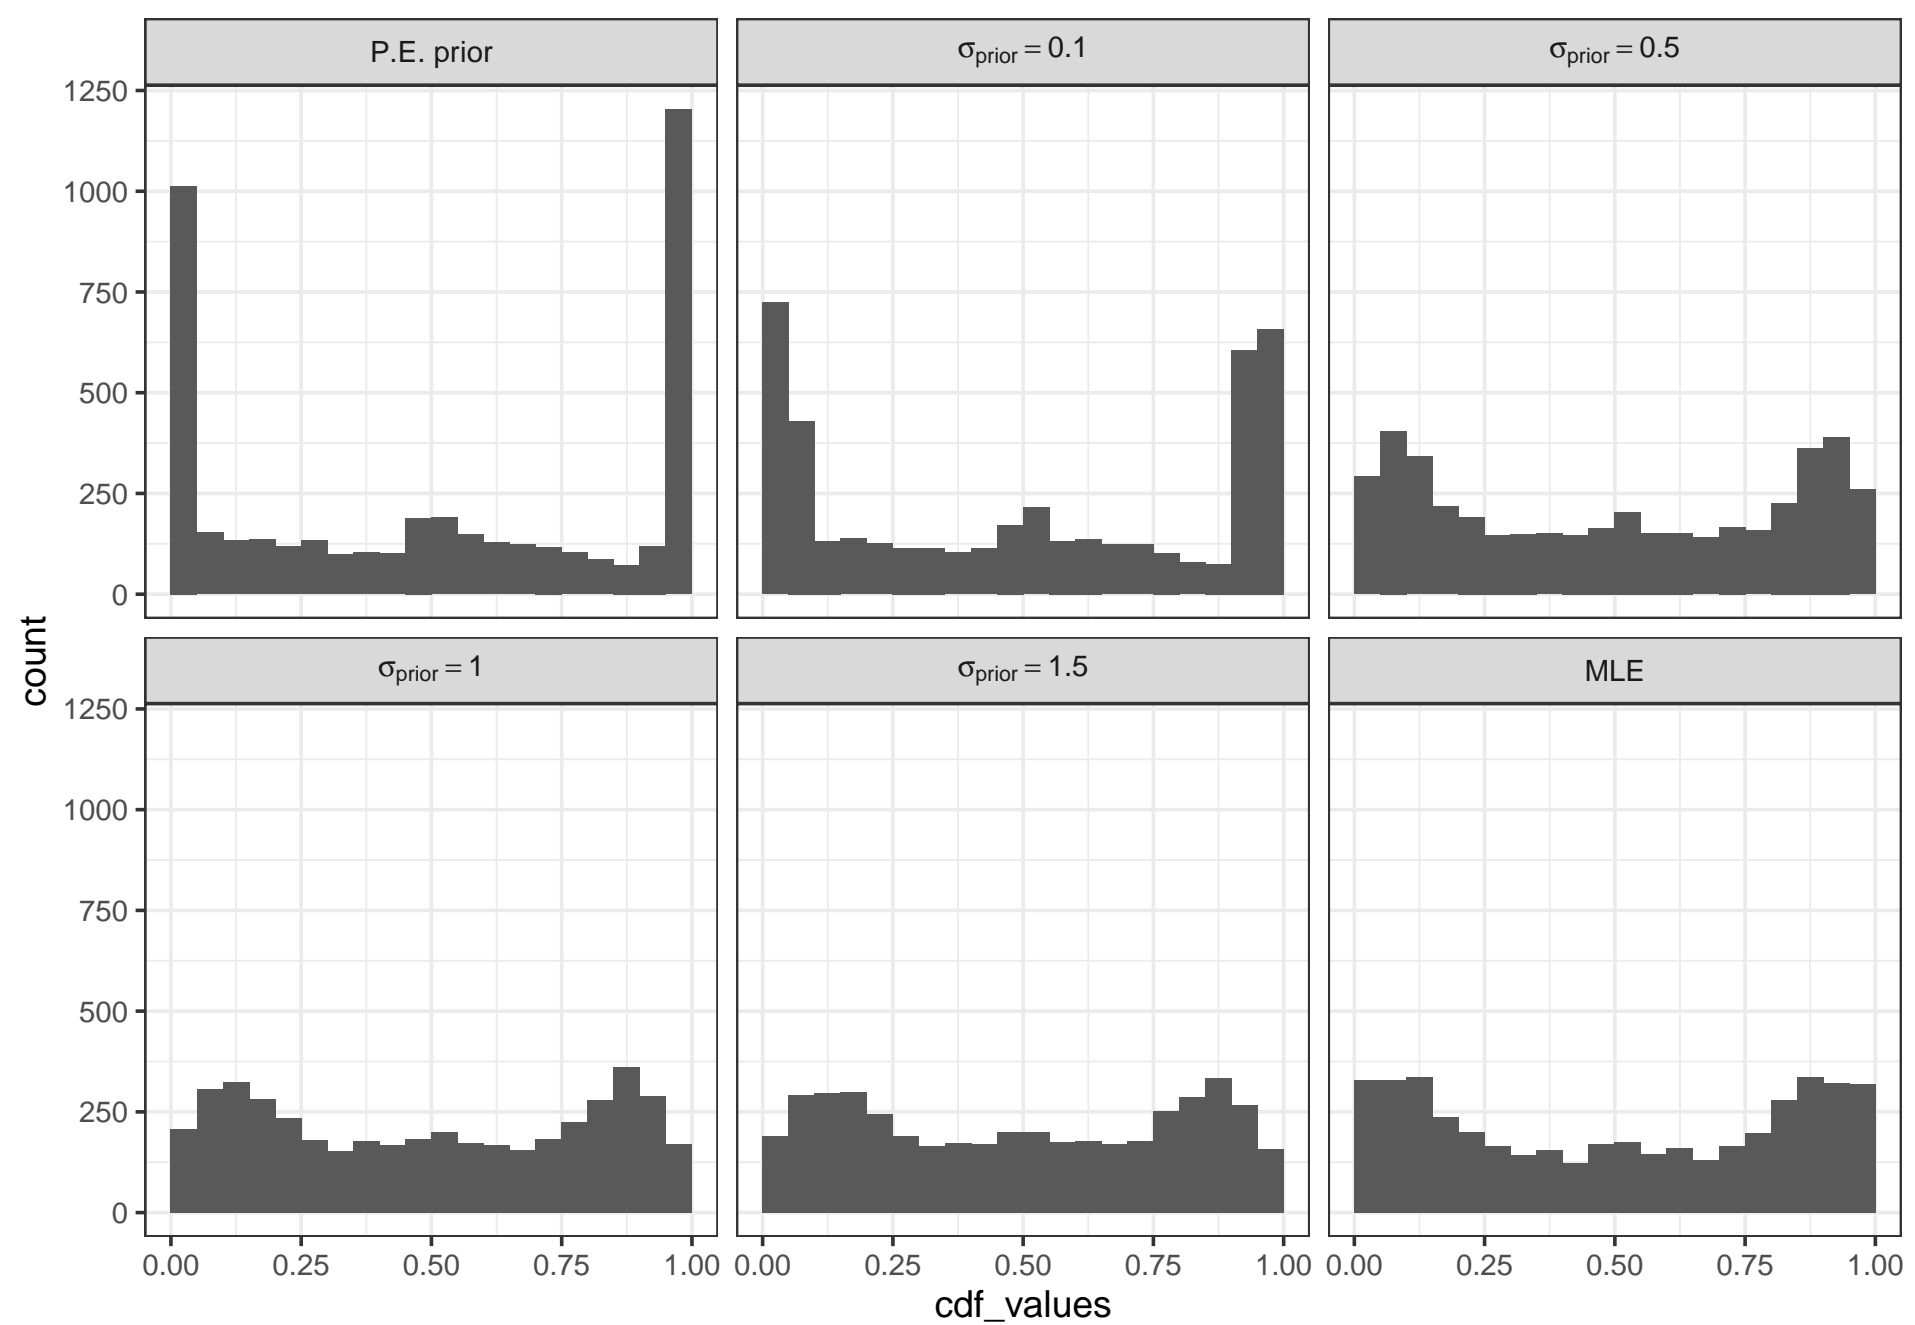 P.E. prior
σprior = 0.1
σprior = 0.5
1250
1000
750
500
250
0
σprior = 1
σprior = 1.5
MLE
1250
1000
750
500
250
0
0.00 0.25 0.50 0.75 1.00 0.00 0.25 0.50 0.75 1.00 0.00 0.25 0.50 0.75 1.00
cdf_values
count